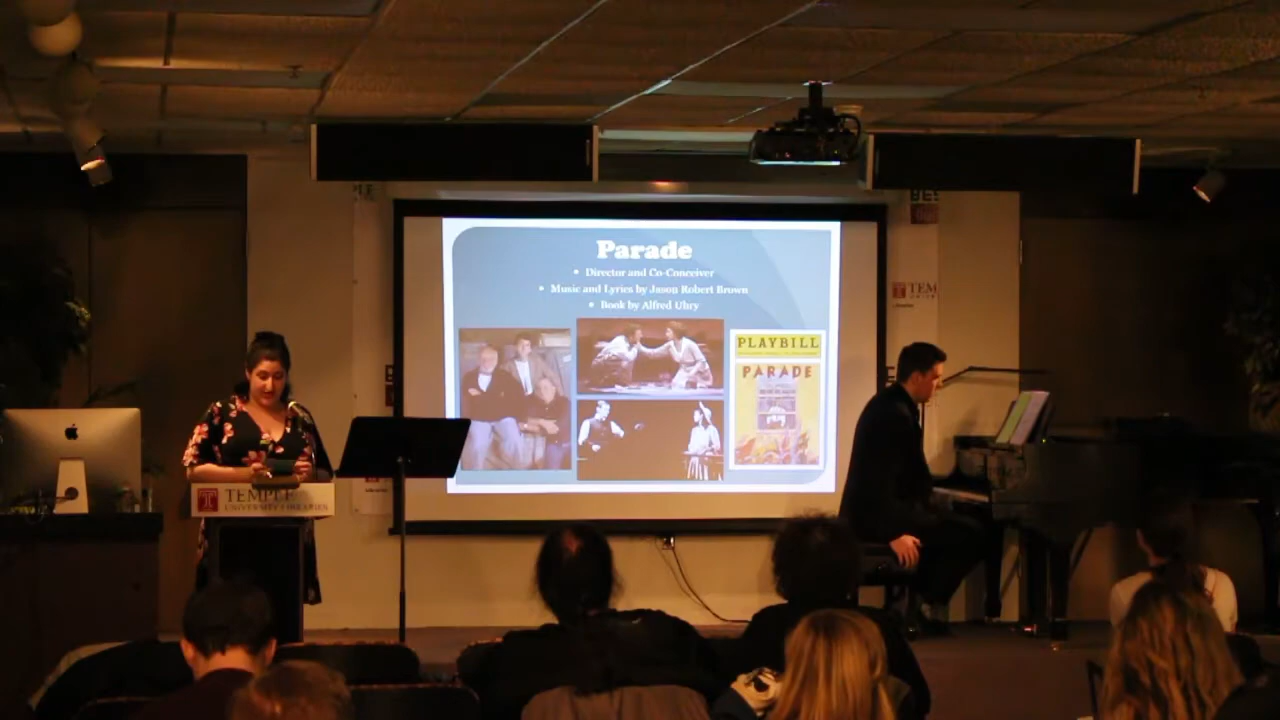 Parade
• Director and Co-Conceiver
• Music and Lyrics by Jason Robert Brown
• Book by Alfred Uhry
PLAYBILL
PARADE
TEMPLE
UNIVERSITY LIBRARIES
TEM